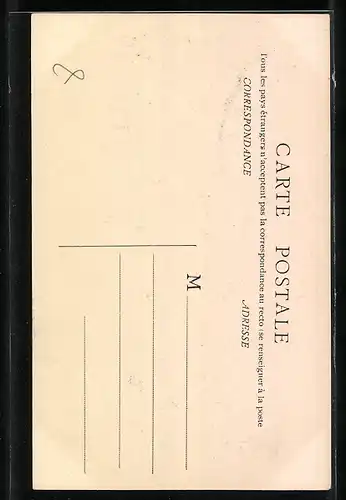 CARTE POSTALE
Tous les pays étrangers n'acceptent pas la correspondance au recto (se renseigner à la poste
CORRESPONDANCE
ADRESSE
M
8